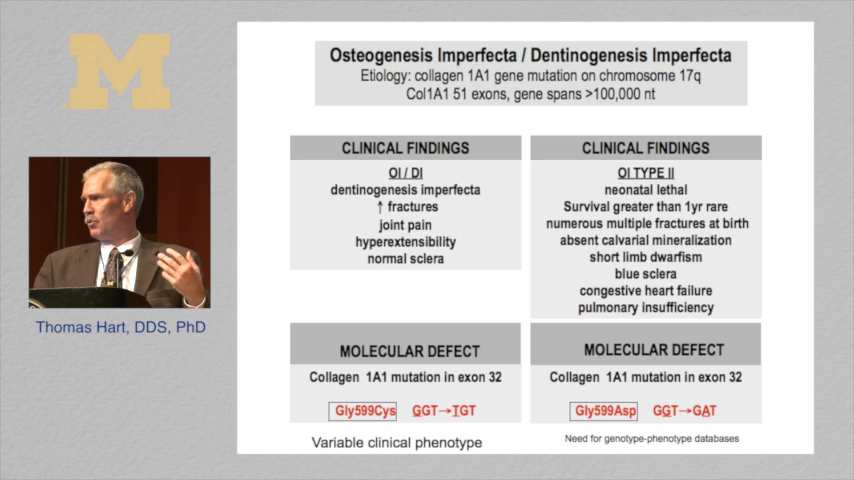 M
Thomas Hart, DDS, PhD
Osteogenesis Imperfecta / Dentinogenesis Imperfecta
Etiology: collagen 1A1 gene mutation on chromosome 17q
Col1A1 51 exons, gene spans >100,000 nt
CLINICAL FINDINGS
OI / DI
dentinogenesis imperfecta
↑ fractures
joint pain
hyperextensibility
normal sclera
CLINICAL FINDINGS
OI TYPE II
neonatal lethal
Survival greater than 1yr rare
numerous multiple fractures at birth
absent calvarial mineralization
short limb dwarfism
blue sclera
congestive heart failure
pulmonary insufficiency
MOLECULAR DEFECT
Collagen 1A1 mutation in exon 32
Gly599Cys GGT→TGT
Variable clinical phenotype
MOLECULAR DEFECT
Collagen 1A1 mutation in exon 32
Gly599Asp GGT→GAT
Need for genotype-phenotype databases